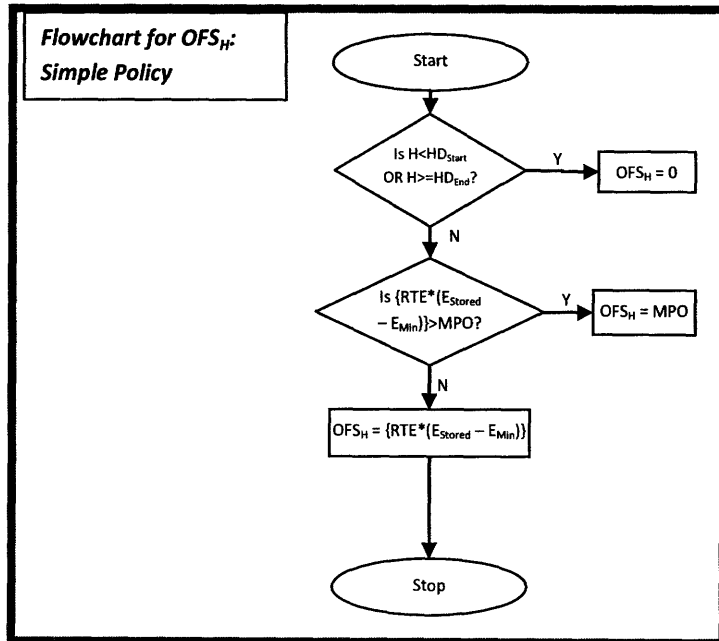 Flowchart for OFS_H:
Simple Policy
Start
Is H<HD_Start
OR H>=HD_End?
Y
OFS_H = 0
N
Is {RTE*(E_Stored
– E_Min)}>MPO?
Y
OFS_H = MPO
N
OFS_H = {RTE*(E_Stored – E_Min)}
Stop